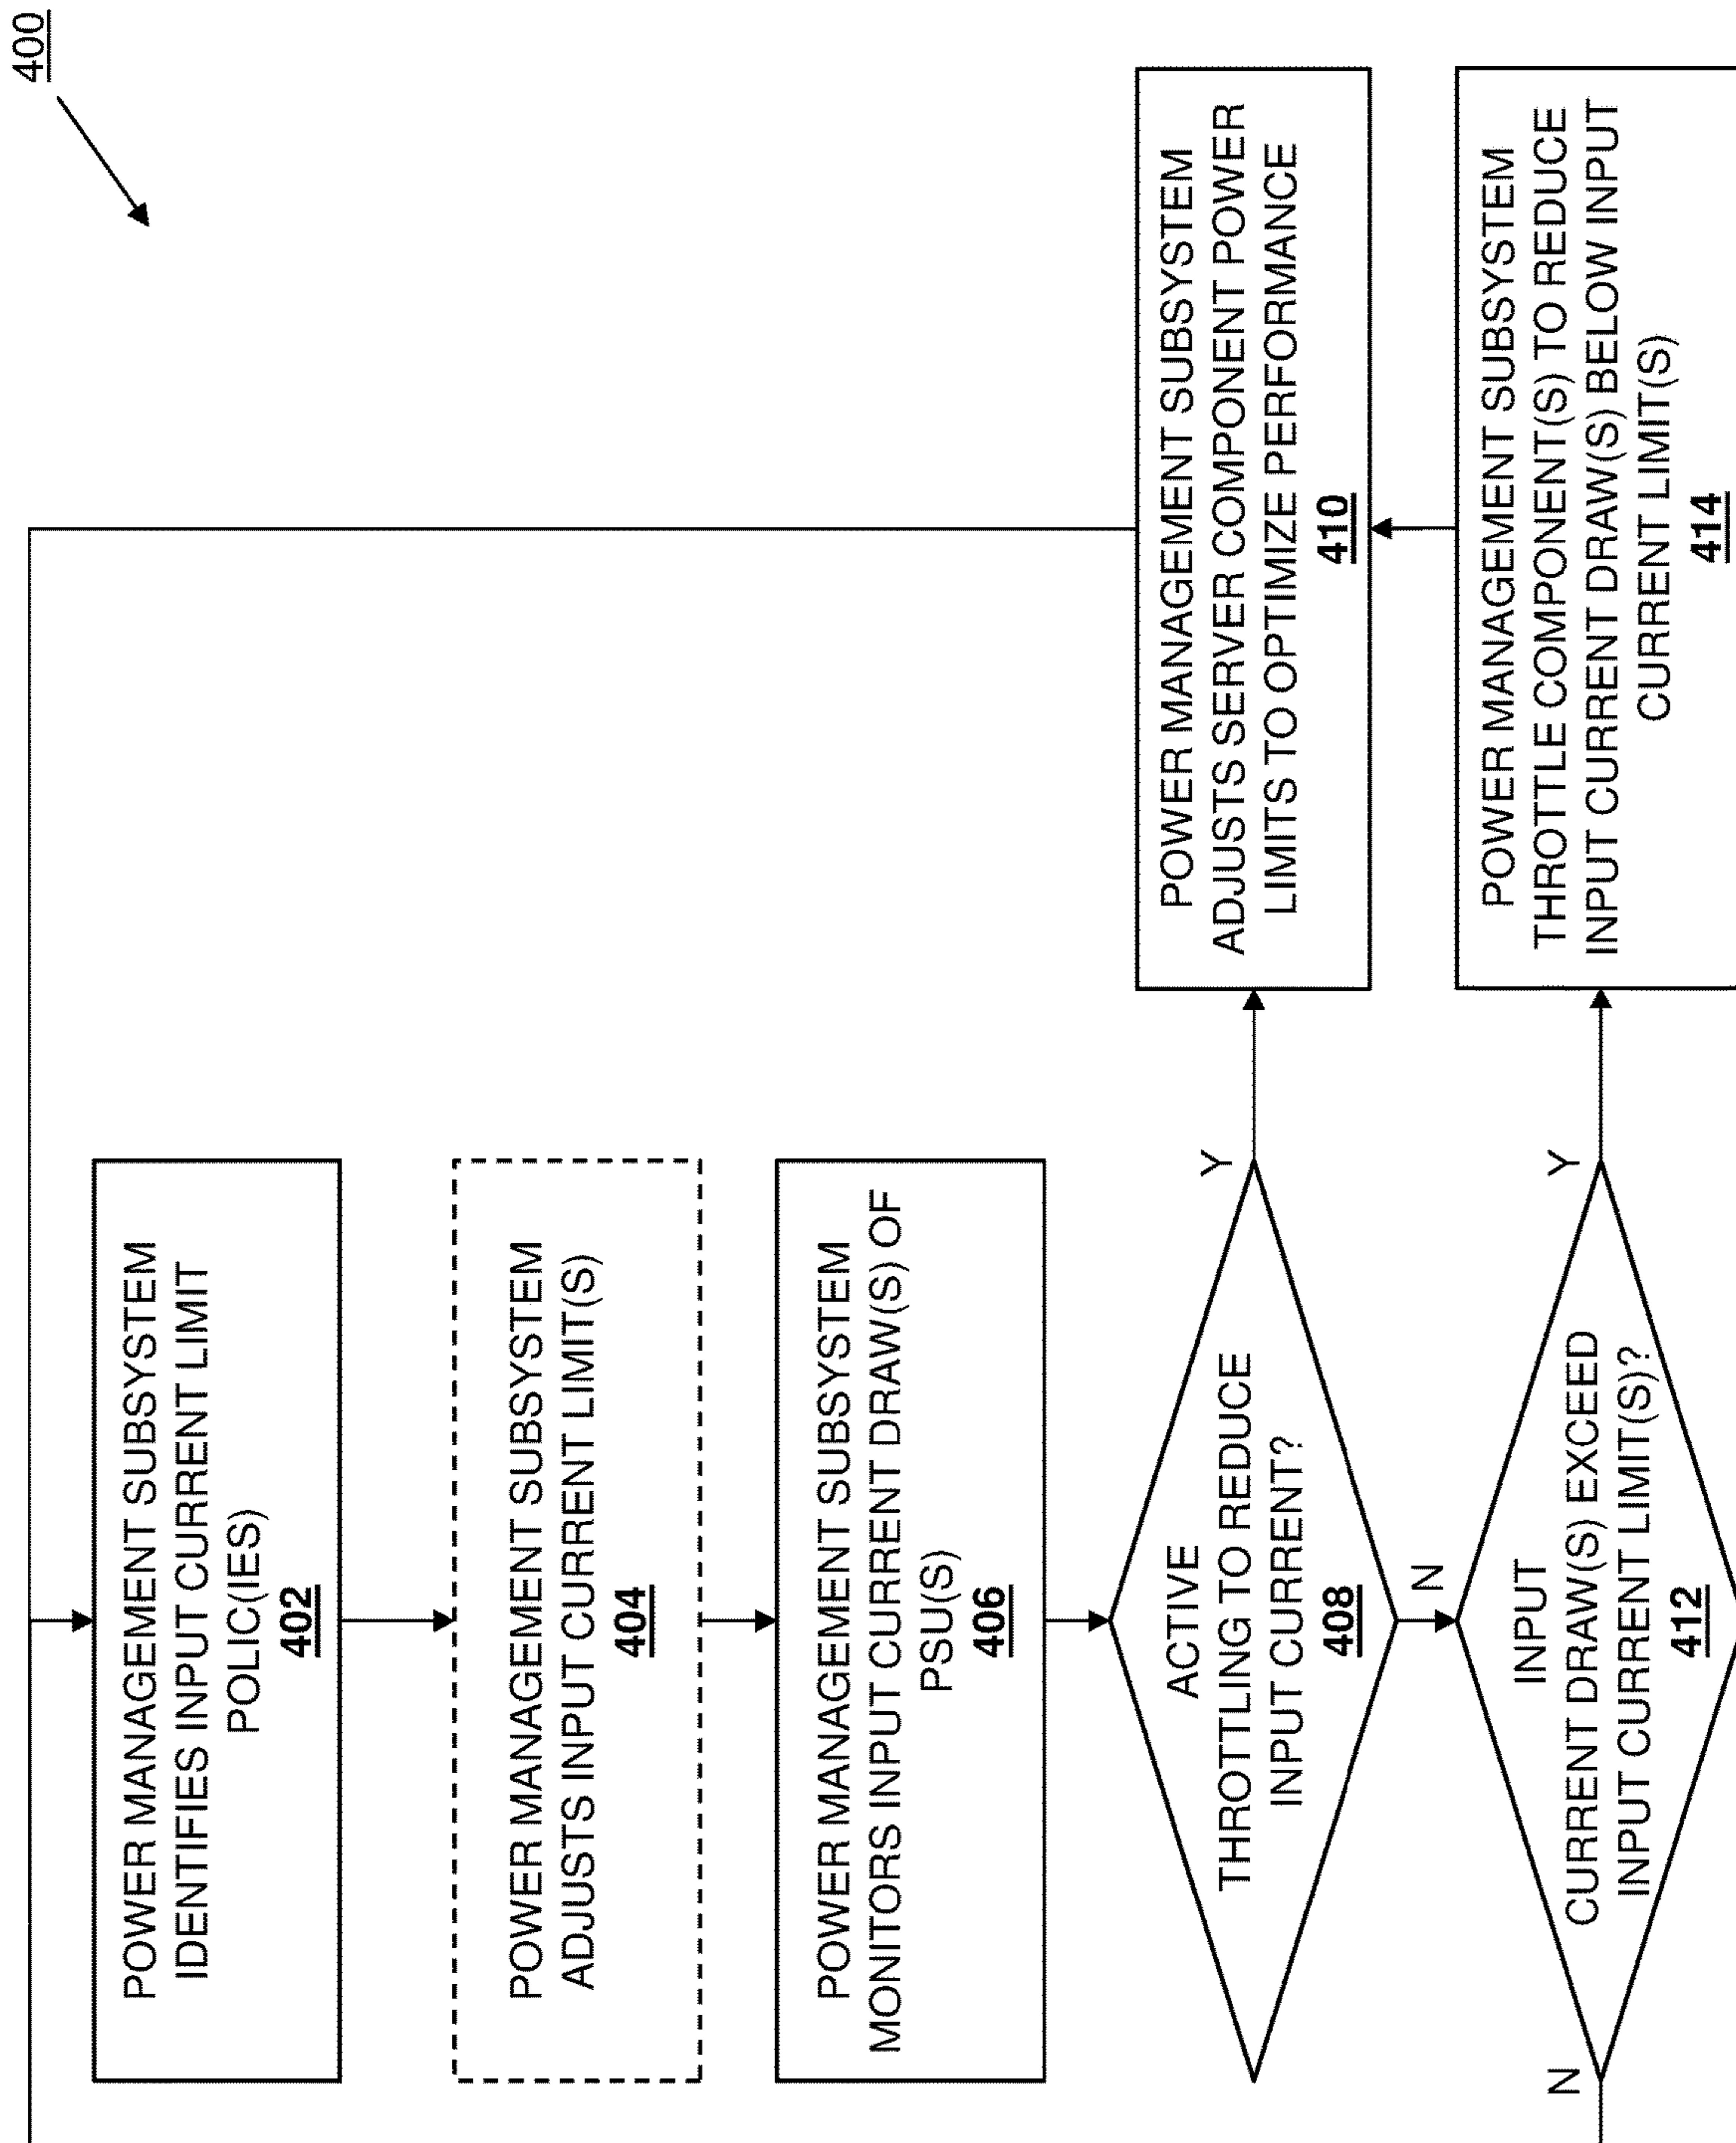 400
POWER MANAGEMENT SUBSYSTEM
IDENTIFIES INPUT CURRENT LIMIT
POLIC(IES)
402
POWER MANAGEMENT SUBSYSTEM
ADJUSTS INPUT CURRENT LIMIT(S)
404
POWER MANAGEMENT SUBSYSTEM
MONITORS INPUT CURRENT DRAW(S) OF
PSU(S)
406
ACTIVE
THROTTLING TO REDUCE
INPUT CURRENT?
408
Y
N
POWER MANAGEMENT SUBSYSTEM
ADJUSTS SERVER COMPONENT POWER
LIMITS TO OPTIMIZE PERFORMANCE
410
INPUT
CURRENT DRAW(S) EXCEED
INPUT CURRENT LIMIT(S)?
412
N
Y
POWER MANAGEMENT SUBSYSTEM
THROTTLE COMPONENT(S) TO REDUCE
INPUT CURRENT DRAW(S) BELOW INPUT
CURRENT LIMIT(S)
414